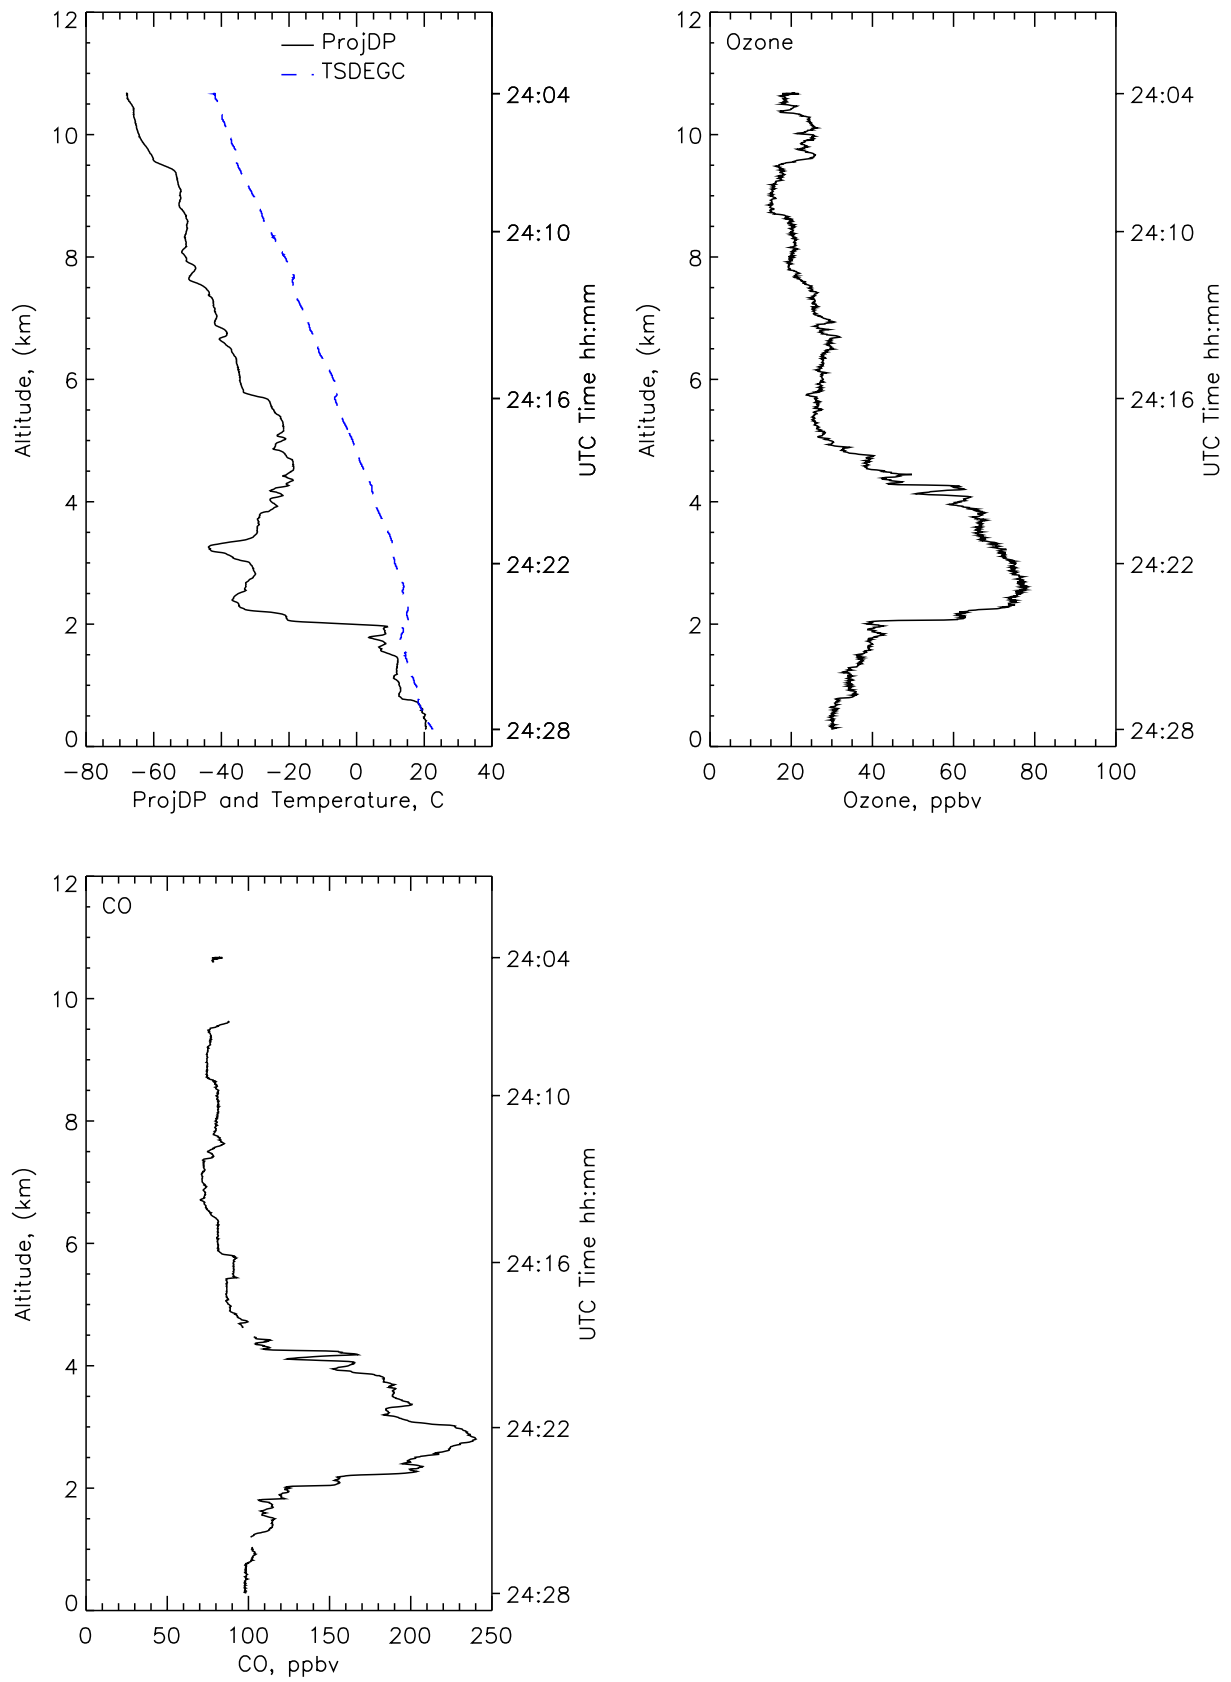 12
10
8
6
4
2
0
Altitude, (km)
ProjDP
TSDEGC
24:04
24:10
24:16
24:22
24:28
UTC Time hh:mm
−80 −60 −40 −20 0 20 40
ProjDP and Temperature, C
12
10
8
6
4
2
0
Altitude, (km)
Ozone
24:04
24:10
24:16
24:22
24:28
UTC Time hh:mm
0 20 40 60 80 100
Ozone, ppbv
12
10
8
6
4
2
0
Altitude, (km)
CO
24:04
24:10
24:16
24:22
24:28
UTC Time hh:mm
0 50 100 150 200 250
CO, ppbv